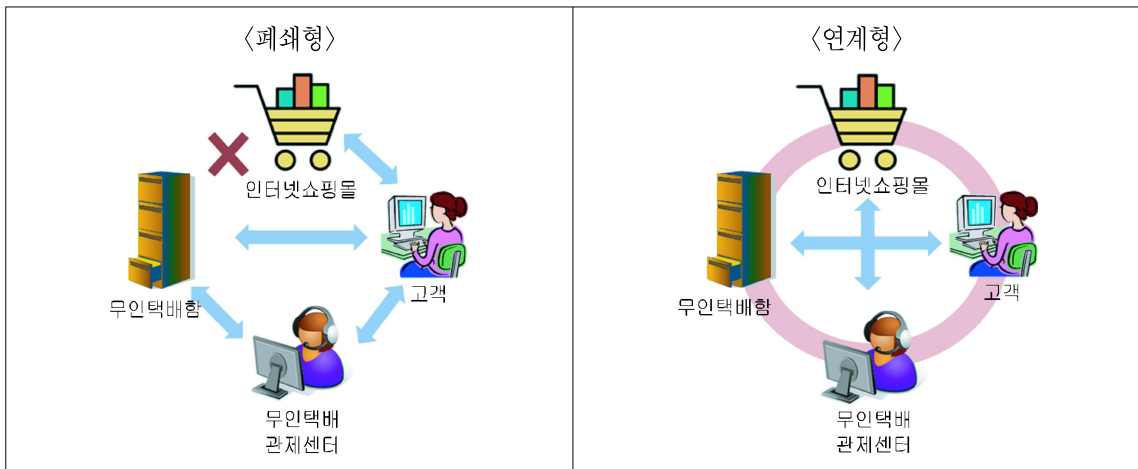 〈폐쇄형〉
인터넷쇼핑몰
무인택배함
고객
무인택배
관제센터
〈연계형〉
인터넷쇼핑몰
무인택배함
고객
무인택배
관제센터